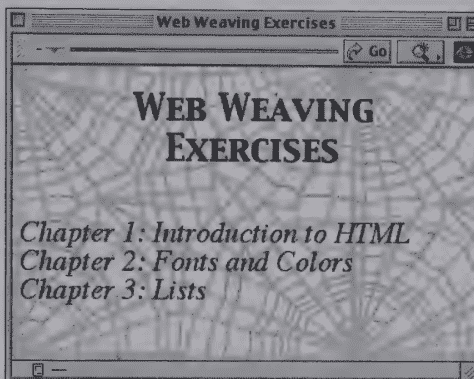 Web Weaving Exercises
Go
WEB WEAVING
EXERCISES
Chapter 1: Introduction to HTML
Chapter 2: Fonts and Colors
Chapter 3: Lists